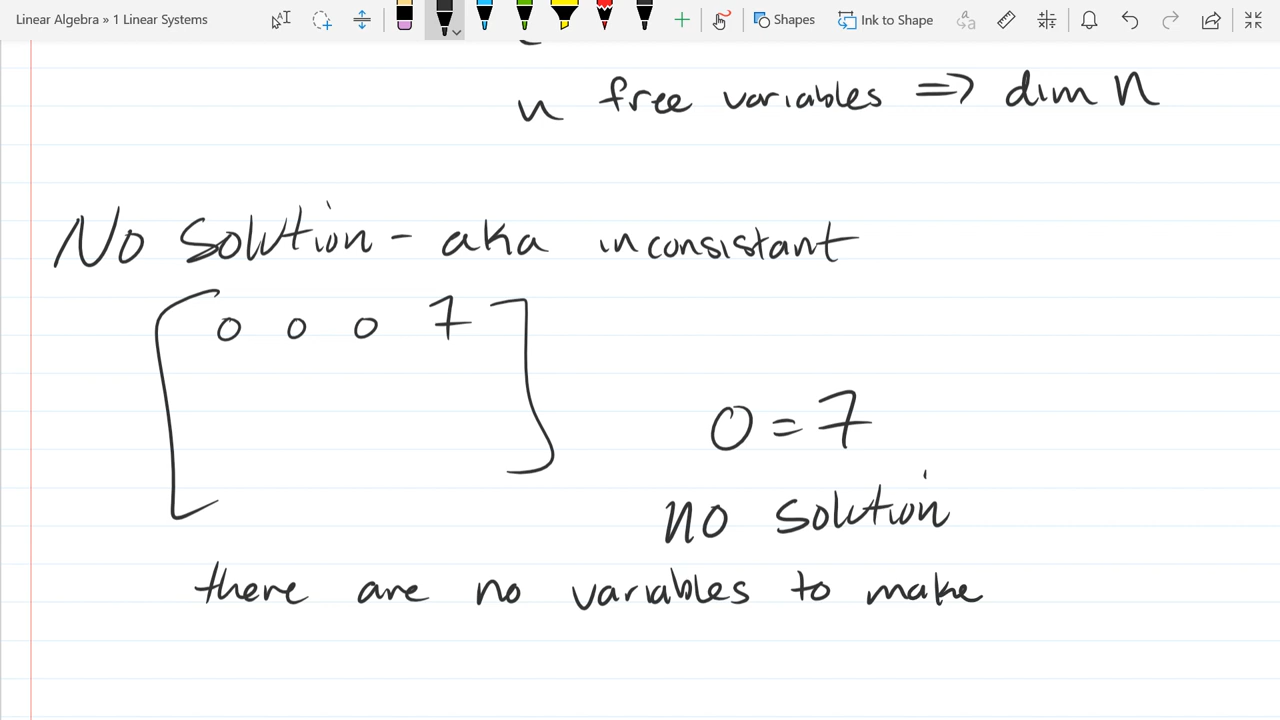 Linear Algebra » 1 Linear Systems
Shapes
Ink to Shape
n free variables => dim n
No solution - aka inconsistant
0 0 0 7
0 = 7
no solution
there are no variables to make